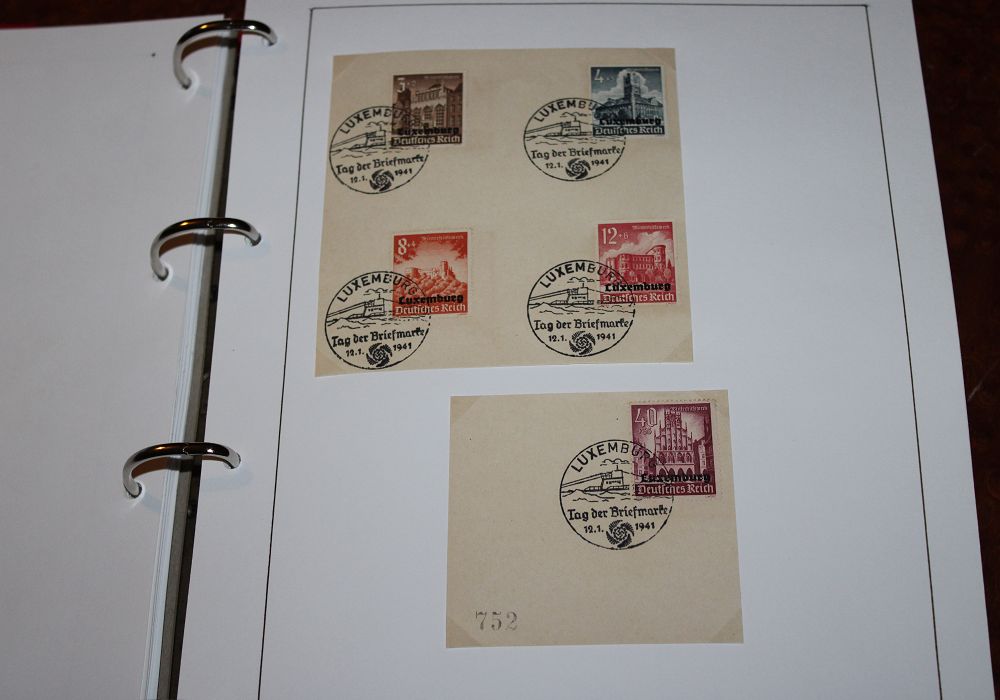 3
Luxemburg
Deutsches Reich
LUXEMBURG
Tag der Briefmarke
12.1. 1941
4
Luxemburg
Deutsches Reich
LUXEMBURG
Tag der Briefmarke
12.1. 1941
8+4
Winterhilfswerk
Luxemburg
Deutsches Reich
LUXEMBURG
Tag der Briefmarke
12.1. 1941
12+6
Winterhilfswerk
Luxemburg
Deutsches Reich
LUXEMBURG
Tag der Briefmarke
12.1. 1941
40
Winterhilfswerk
Luxemburg
Deutsches Reich
LUXEMBURG
Tag der Briefmarke
12.1. 1941
752